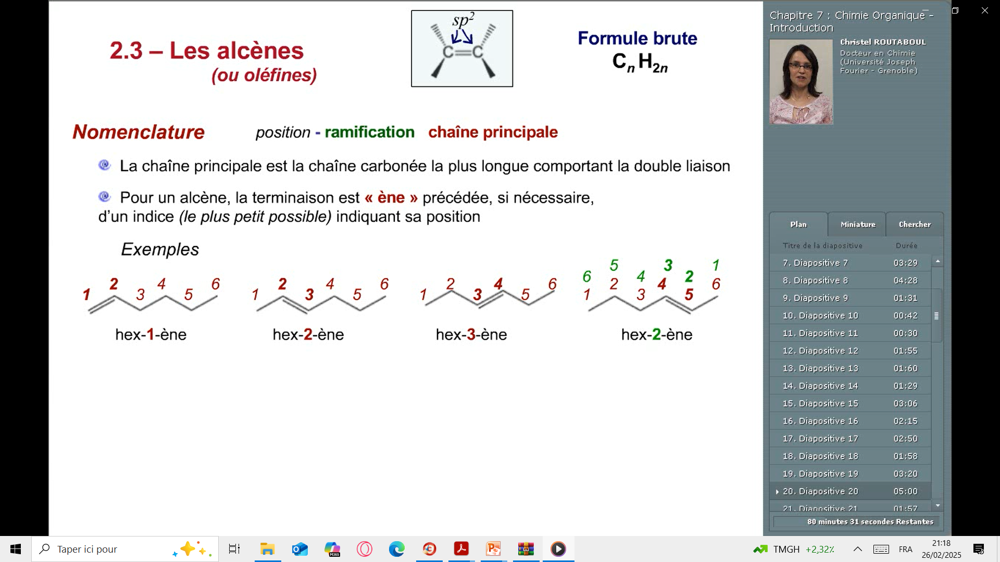 2.3 – Les alcènes
(ou oléfines)
sp2
C=C
Formule brute
CnH2n
Nomenclature
position - ramification chaîne principale
La chaîne principale est la chaîne carbonée la plus longue comportant la double liaison
Pour un alcène, la terminaison est « ène » précédée, si nécessaire,
d'un indice (le plus petit possible) indiquant sa position
Exemples
1 2 3 4 5 6
hex-1-ène
1 2 3 4 5 6
hex-2-ène
1 2 3 4 5 6
hex-3-ène
6 5 4 3 2 1
1 2 3 4 5 6
hex-2-ène
Chapitre 7 : Chimie Organique -
Introduction
Christel ROUTABOUL
Docteur en Chimie
(Université Joseph
Fourier - Grenoble)
Plan Miniature Chercher
Titre de la diapositive Durée
7. Diapositive 7 03:29
8. Diapositive 8 04:28
9. Diapositive 9 01:31
10. Diapositive 10 00:42
11. Diapositive 11 00:30
12. Diapositive 12 01:55
13. Diapositive 13 01:60
14. Diapositive 14 01:29
15. Diapositive 15 03:06
16. Diapositive 16 02:15
17. Diapositive 17 02:50
18. Diapositive 18 01:58
19. Diapositive 19 03:20
20. Diapositive 20 05:00
21. Diapositive 21 01:57
80 minutes 31 secondes Restantes
Taper ici pour
M365
TMGH +2,32%
FRA
21:18
26/02/2025